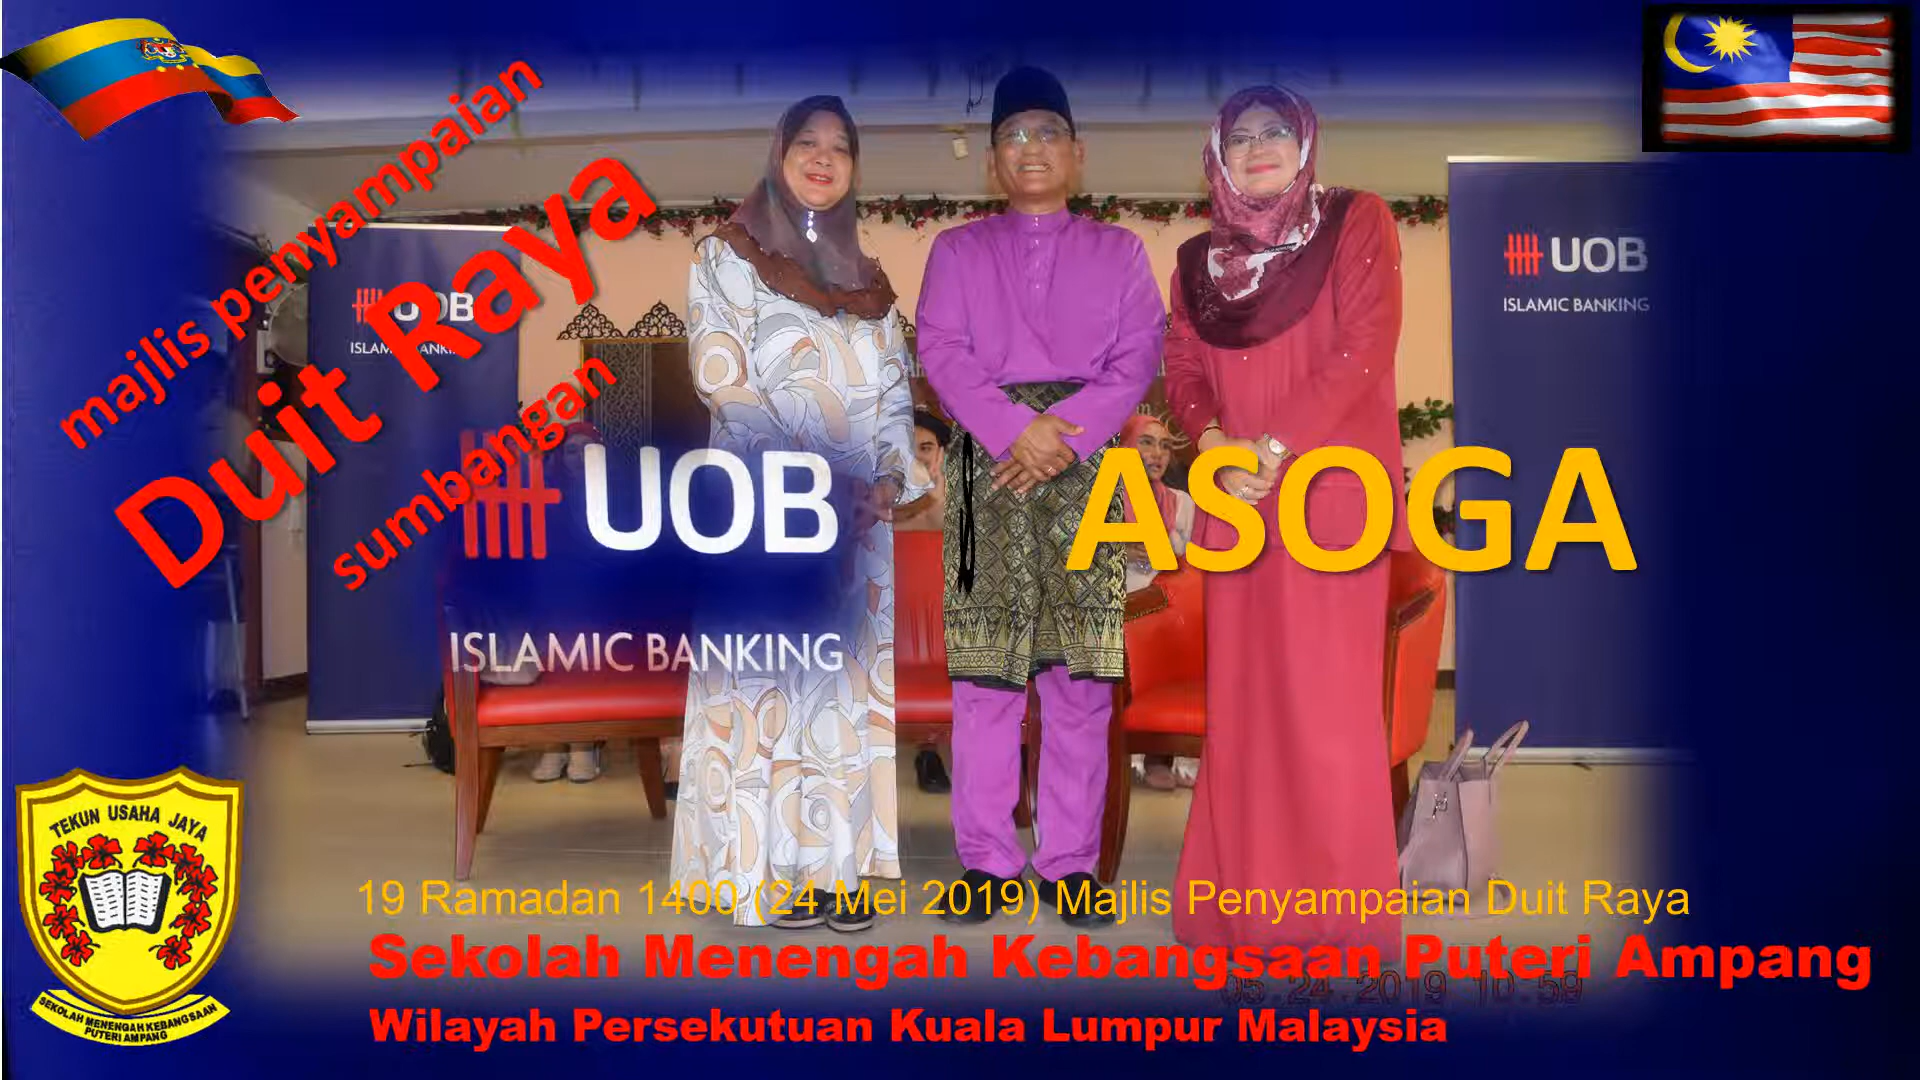 majlis penyampaian
Duit Raya
sumbangan
UOB
ISLAMIC BANKING
UOB
ISLAMIC BANKING
UOB
ISLAMIC BANKING
ASOGA
TEKUN USAHA JAYA
SEKOLAH MENENGAH KEBANGSAAN
PUTERI AMPANG
19 Ramadan 1400 (24 Mei 2019) Majlis Penyampaian Duit Raya
Sekolah Menengah Kebangsaan Puteri Ampang
05.24.2019 10:59
Wilayah Persekutuan Kuala Lumpur Malaysia